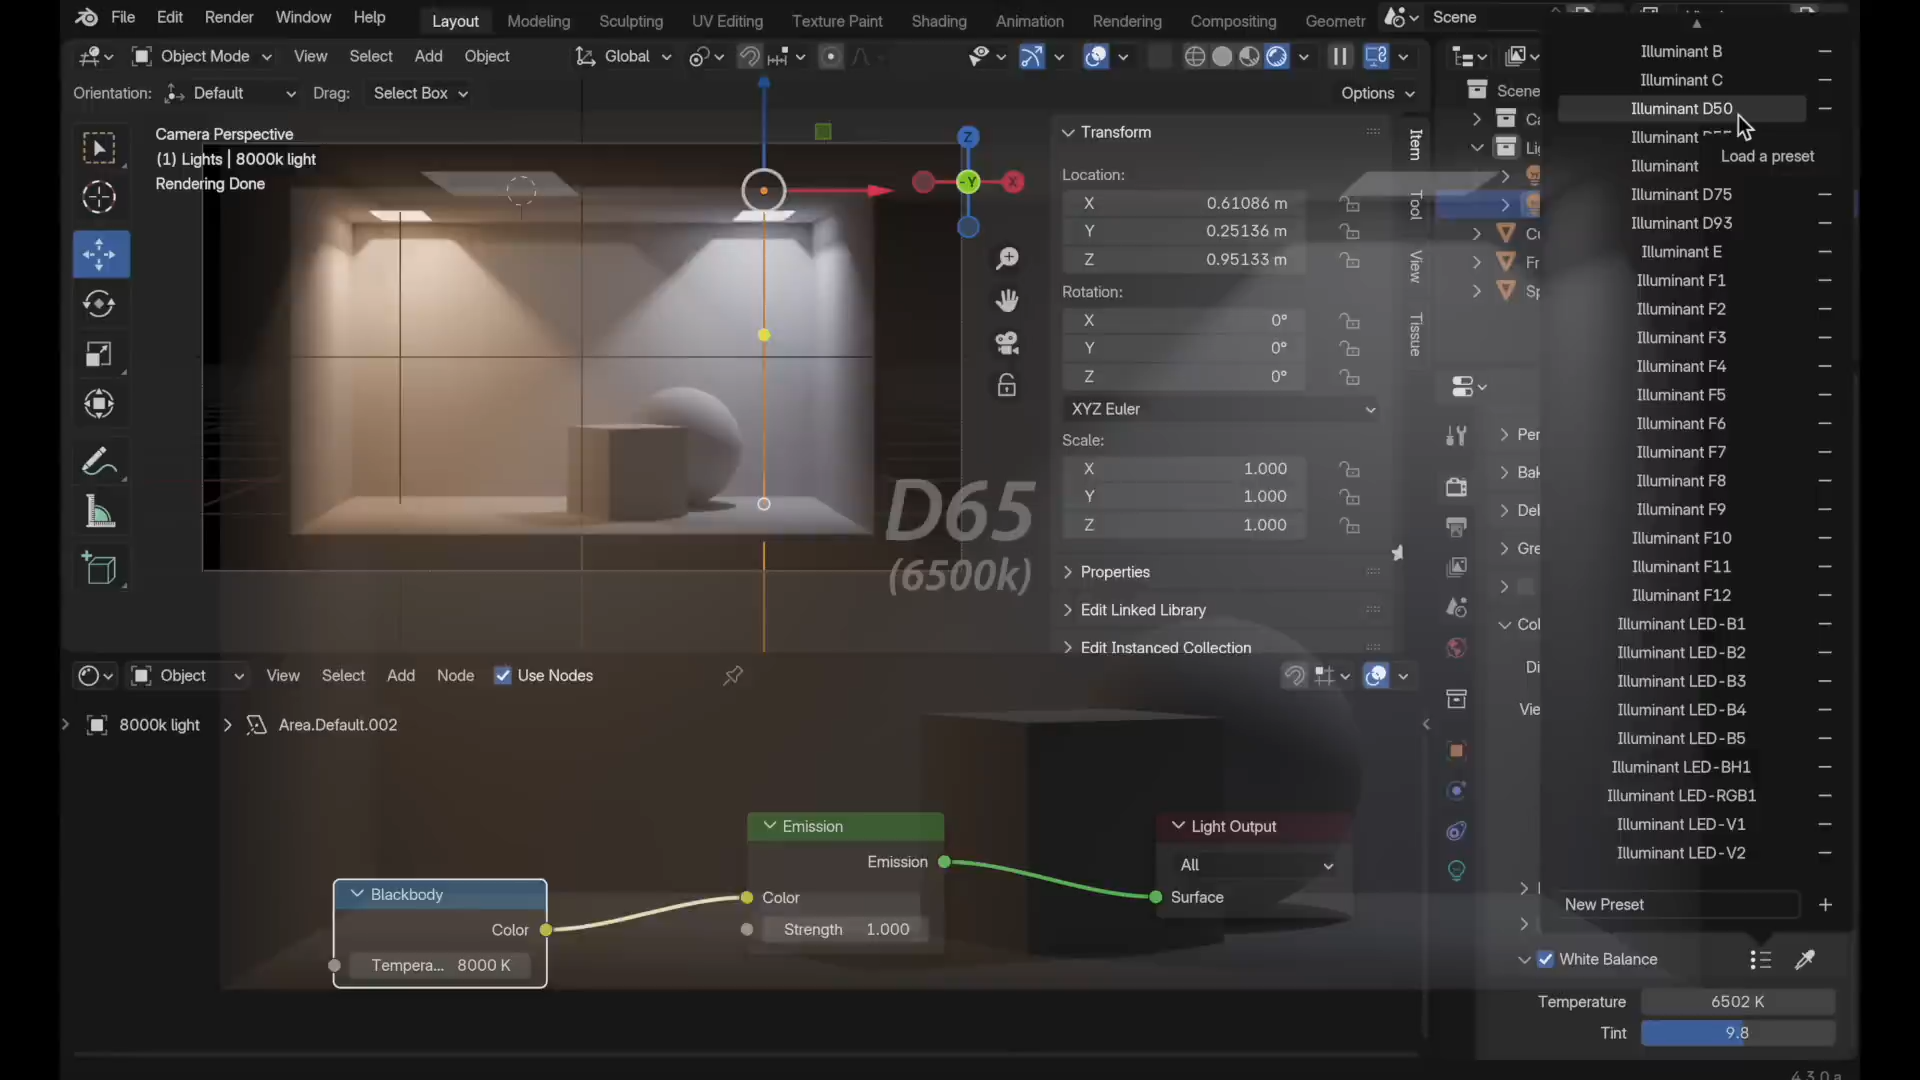 File Edit Render Window Help Layout Modeling Sculpting UV Editing Texture Paint Shading Animation Rendering Compositing Geometr Scene
Object Mode View Select Add Object Global
Orientation: Default Drag: Select Box Options
Camera Perspective
(1) Lights | 8000k light
Rendering Done
Z
-Y
X
Transform
Location:
X 0.61086 m
Y 0.25136 m
Z 0.95133 m
Rotation:
X 0°
Y 0°
Z 0°
XYZ Euler
Scale:
X 1.000
Y 1.000
Z 1.000
Properties
Edit Linked Library
Edit Instanced Collection
Item
Tool
View
Tissue
D65
(6500k)
Scene
Illuminant B
Illuminant C
Illuminant D50
Illuminant
Load a preset
Illuminant
Illuminant D75
Illuminant D93
Illuminant E
Illuminant F1
Illuminant F2
Illuminant F3
Illuminant F4
Illuminant F5
Illuminant F6
Illuminant F7
Illuminant F8
Illuminant F9
Illuminant F10
Illuminant F11
Illuminant F12
Illuminant LED-B1
Illuminant LED-B2
Illuminant LED-B3
Illuminant LED-B4
Illuminant LED-B5
Illuminant LED-BH1
Illuminant LED-RGB1
Illuminant LED-V1
Illuminant LED-V2
New Preset
White Balance
Temperature 6502 K
Tint 9.8
Object View Select Add Node Use Nodes
8000k light Area.Default.002
Blackbody
Color
Tempera... 8000 K
Emission
Emission
Color
Strength 1.000
Light Output
All
Surface